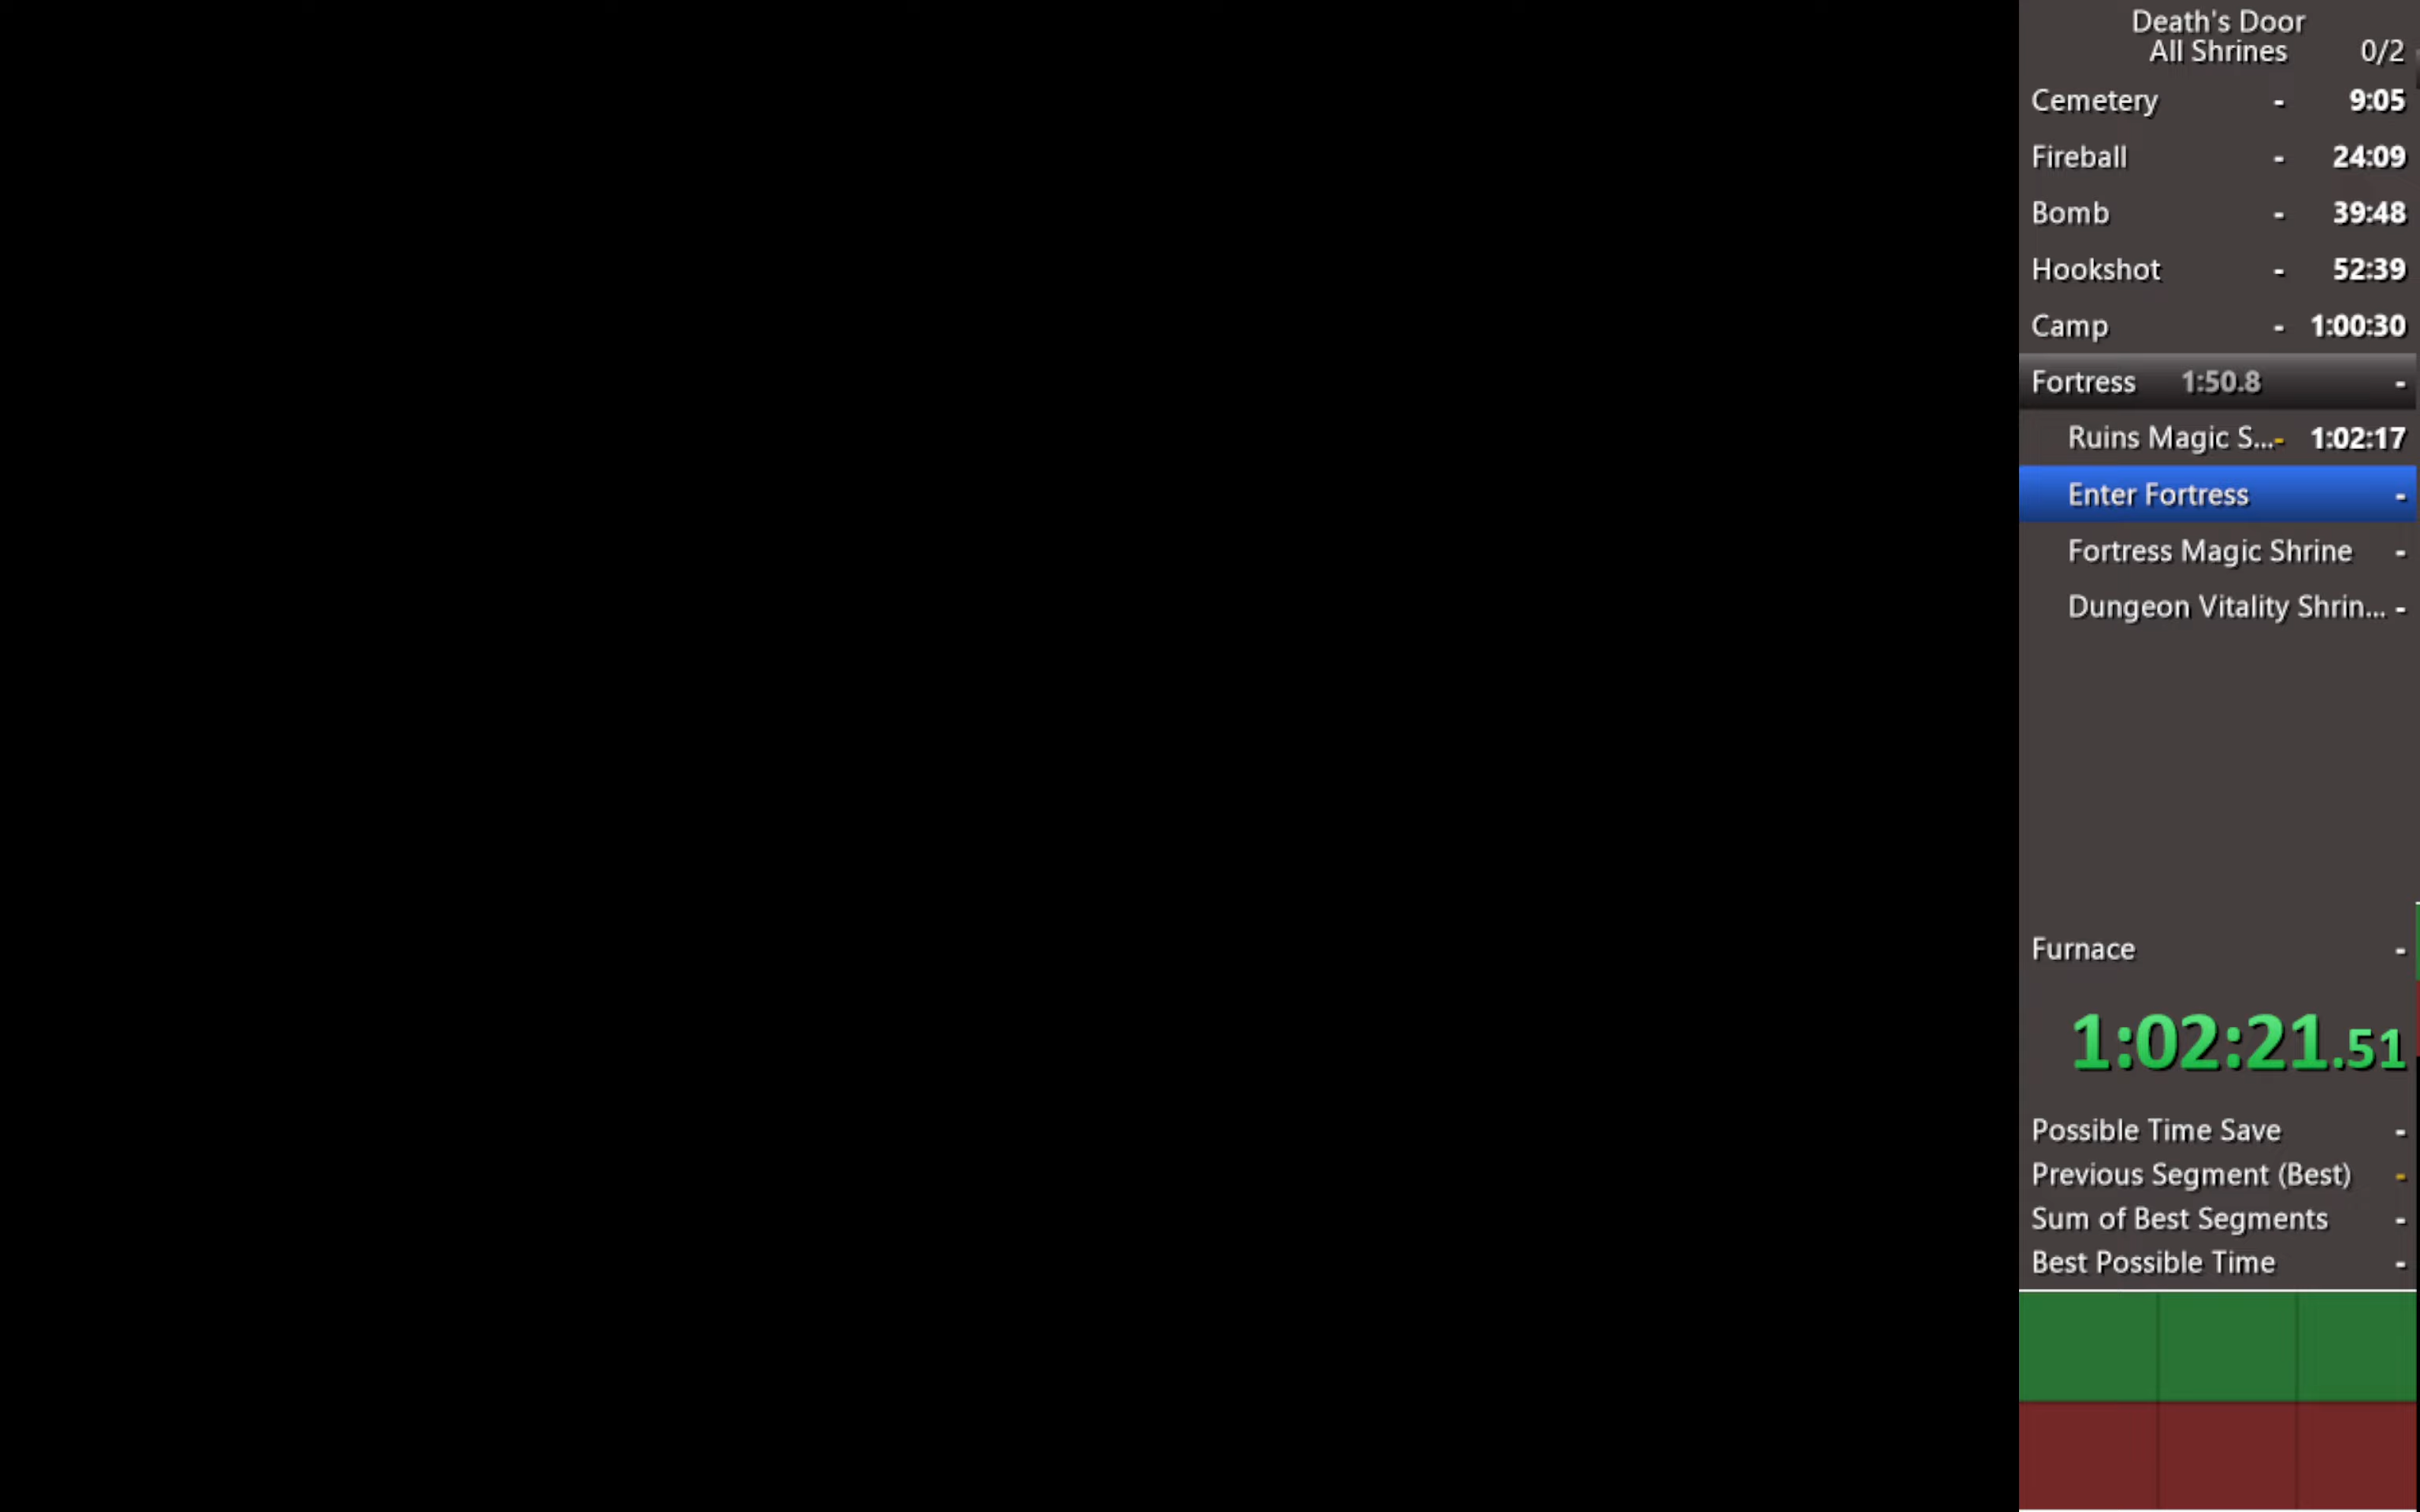 Death's Door
All Shrines 0/2
Cemetery - 9:05
Fireball - 24:09
Bomb - 39:48
Hookshot - 52:39
Camp - 1:00:30
Fortress 1:50.8 -
Ruins Magic S...- 1:02:17
Enter Fortress -
Fortress Magic Shrine -
Dungeon Vitality Shrin... -
Furnace -
1:02:21.51
Possible Time Save -
Previous Segment (Best) -
Sum of Best Segments -
Best Possible Time -